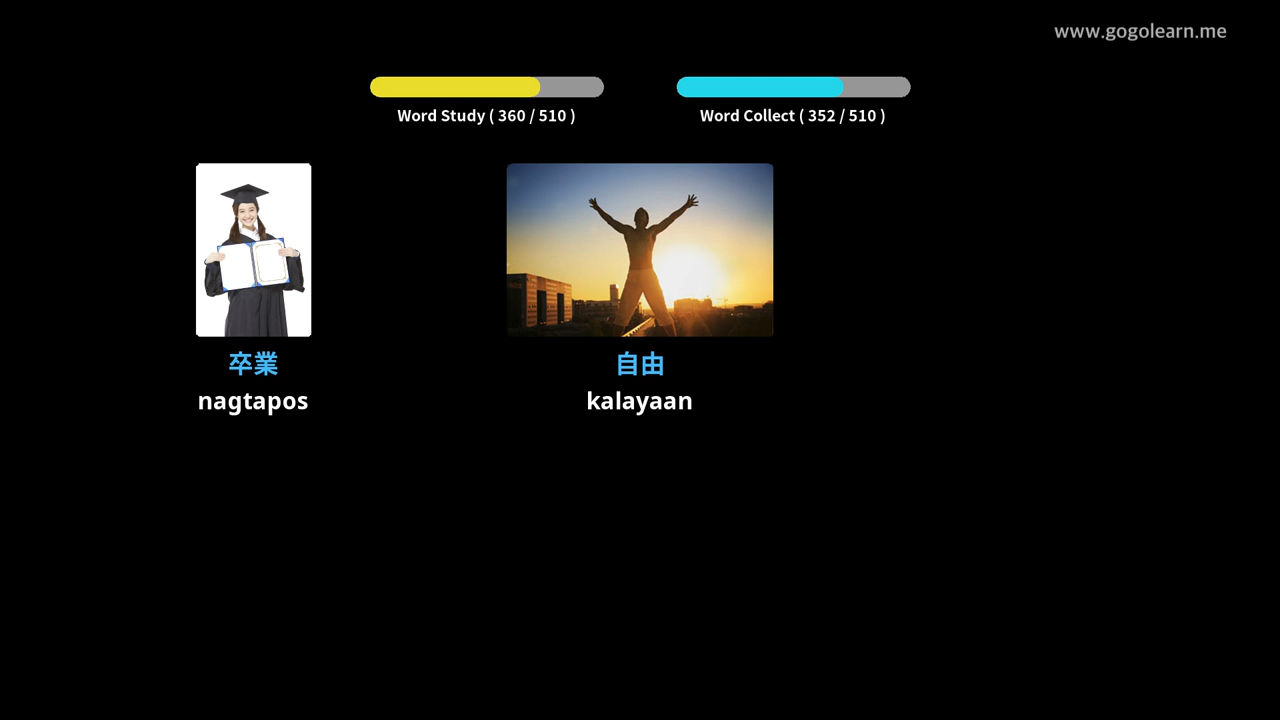 www.gogolearn.me
Word Study ( 360 / 510 )
Word Collect ( 352 / 510 )
卒業
nagtapos
自由
kalayaan